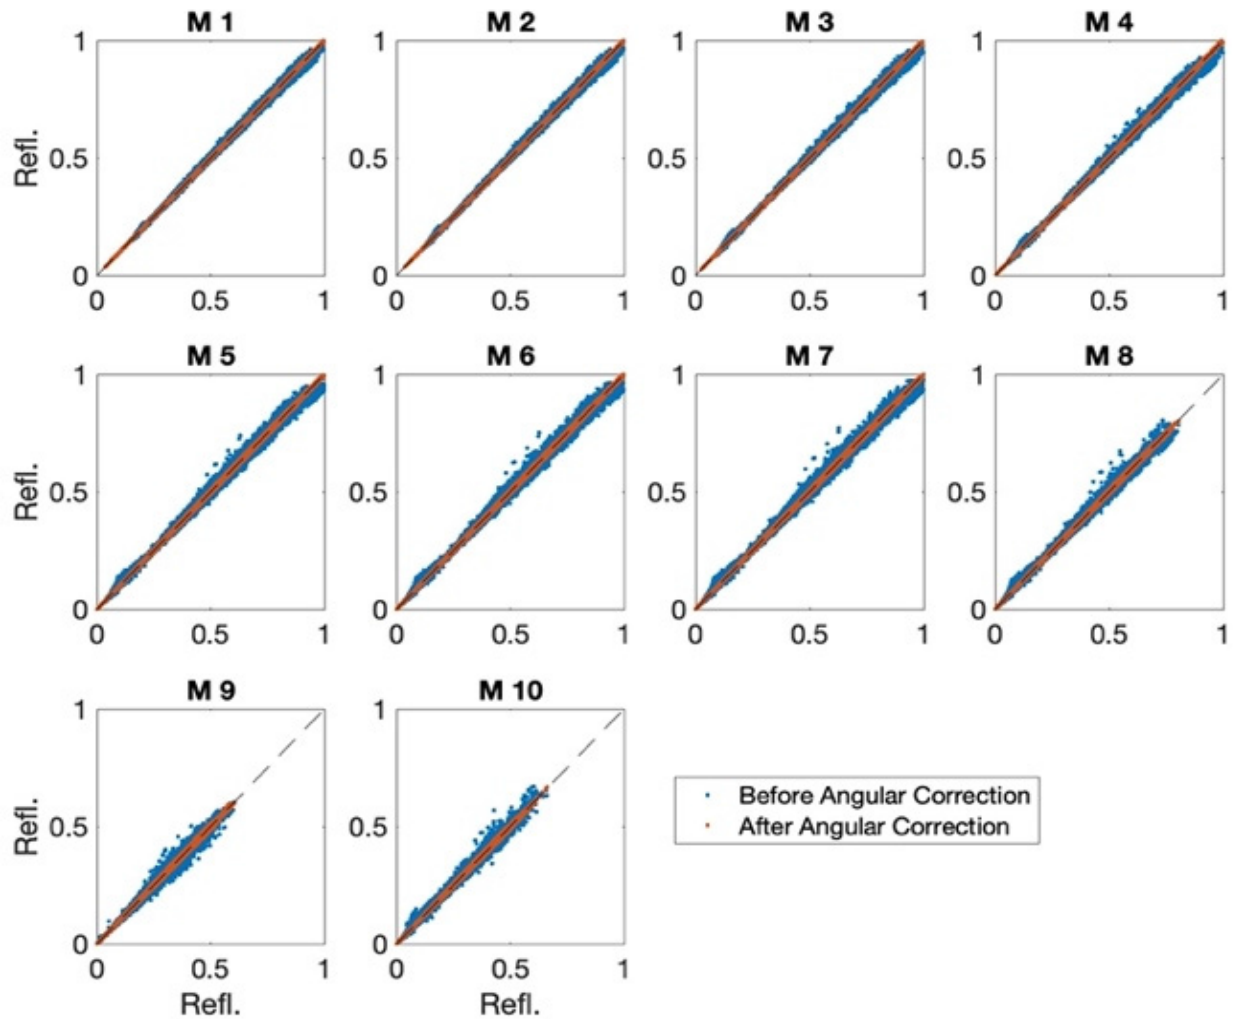 M 1 M 2 M 3 M 4
1 1 1 1
Refl. 0.5 0.5 0.5 0.5
0 0 0 0
0 0.5 1 0 0.5 1 0 0.5 1 0 0.5 1
M 5 M 6 M 7 M 8
1 1 1 1
Refl. 0.5 0.5 0.5 0.5
0 0 0 0
0 0.5 1 0 0.5 1 0 0.5 1 0 0.5 1
M 9 M 10
1 1
Before Angular Correction
Refl. 0.5 0.5 After Angular Correction
0 0
0 0.5 1 0 0.5 1
Refl. Refl.